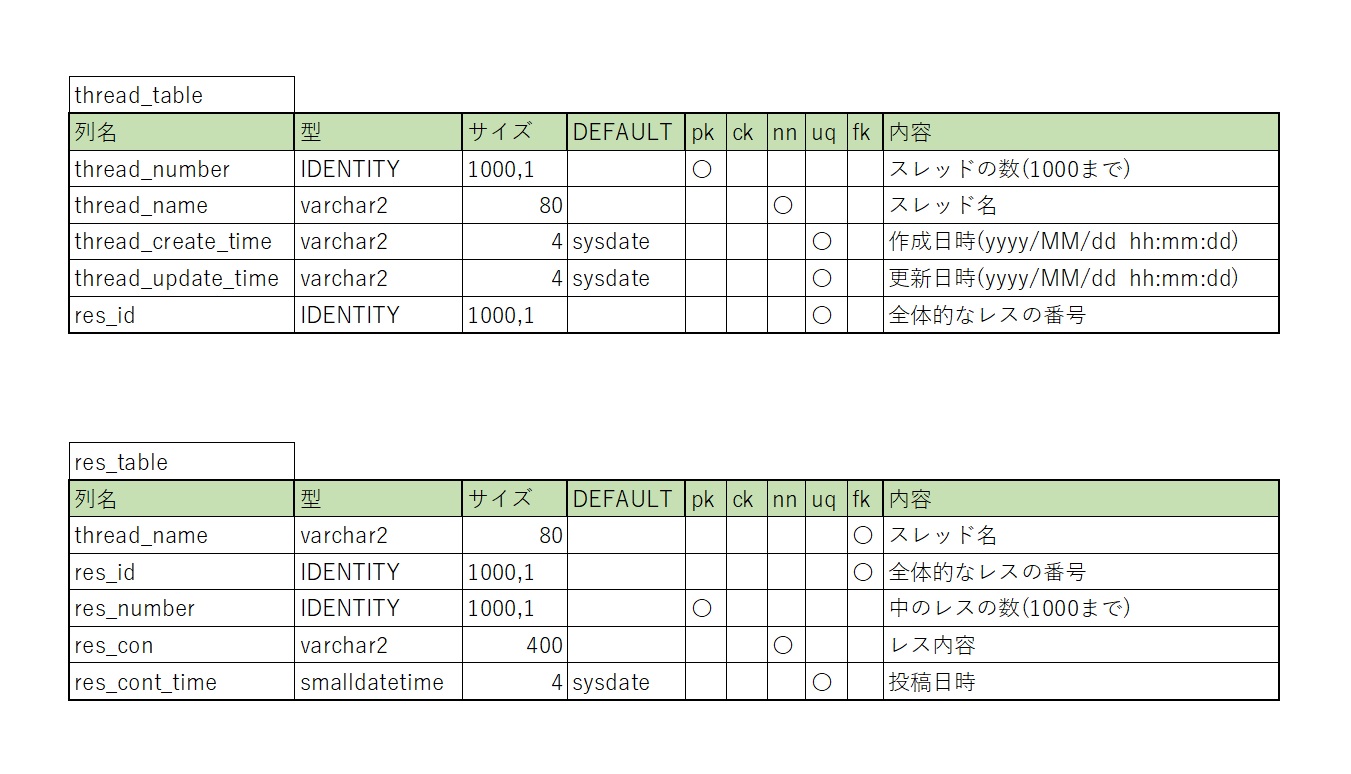 thread_table
列名 型 サイズ DEFAULT pk ck nn uq fk 内容
thread_number IDENTITY 1000,1 ○ スレッドの数(1000まで)
thread_name varchar2 80 ○ スレッド名
thread_create_time varchar2 4 sysdate ○ 作成日時(yyyy/MM/dd hh:mm:dd)
thread_update_time varchar2 4 sysdate ○ 更新日時(yyyy/MM/dd hh:mm:dd)
res_id IDENTITY 1000,1 ○ 全体的なレスの番号
res_table
列名 型 サイズ DEFAULT pk ck nn uq fk 内容
thread_name varchar2 80 ○ スレッド名
res_id IDENTITY 1000,1 ○ 全体的なレスの番号
res_number IDENTITY 1000,1 ○ 中のレスの数(1000まで)
res_con varchar2 400 ○ レス内容
res_cont_time smalldatetime 4 sysdate ○ 投稿日時